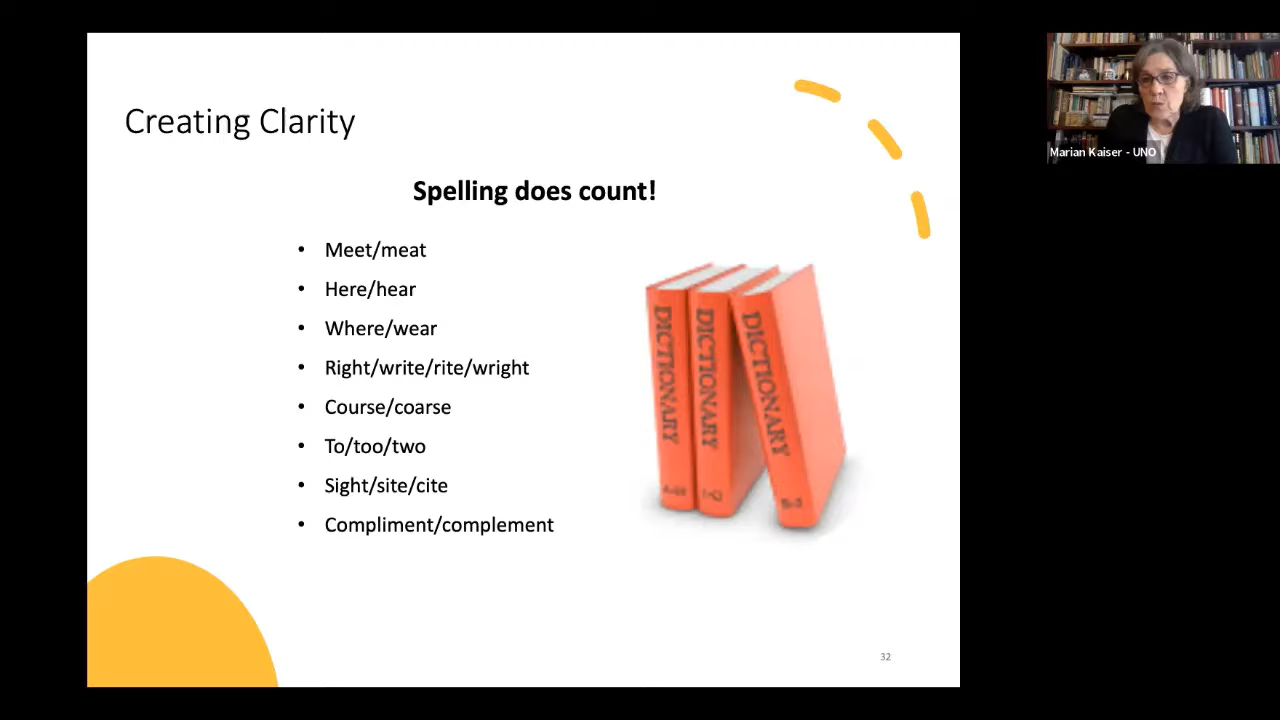 Creating Clarity
Spelling does count!
• Meet/meat
• Here/hear
• Where/wear
• Right/write/rite/wright
• Course/coarse
• To/too/two
• Sight/site/cite
• Compliment/complement
DICTIONARY
DICTIONARY
DICTIONARY
32
Marian Kaiser - UNO